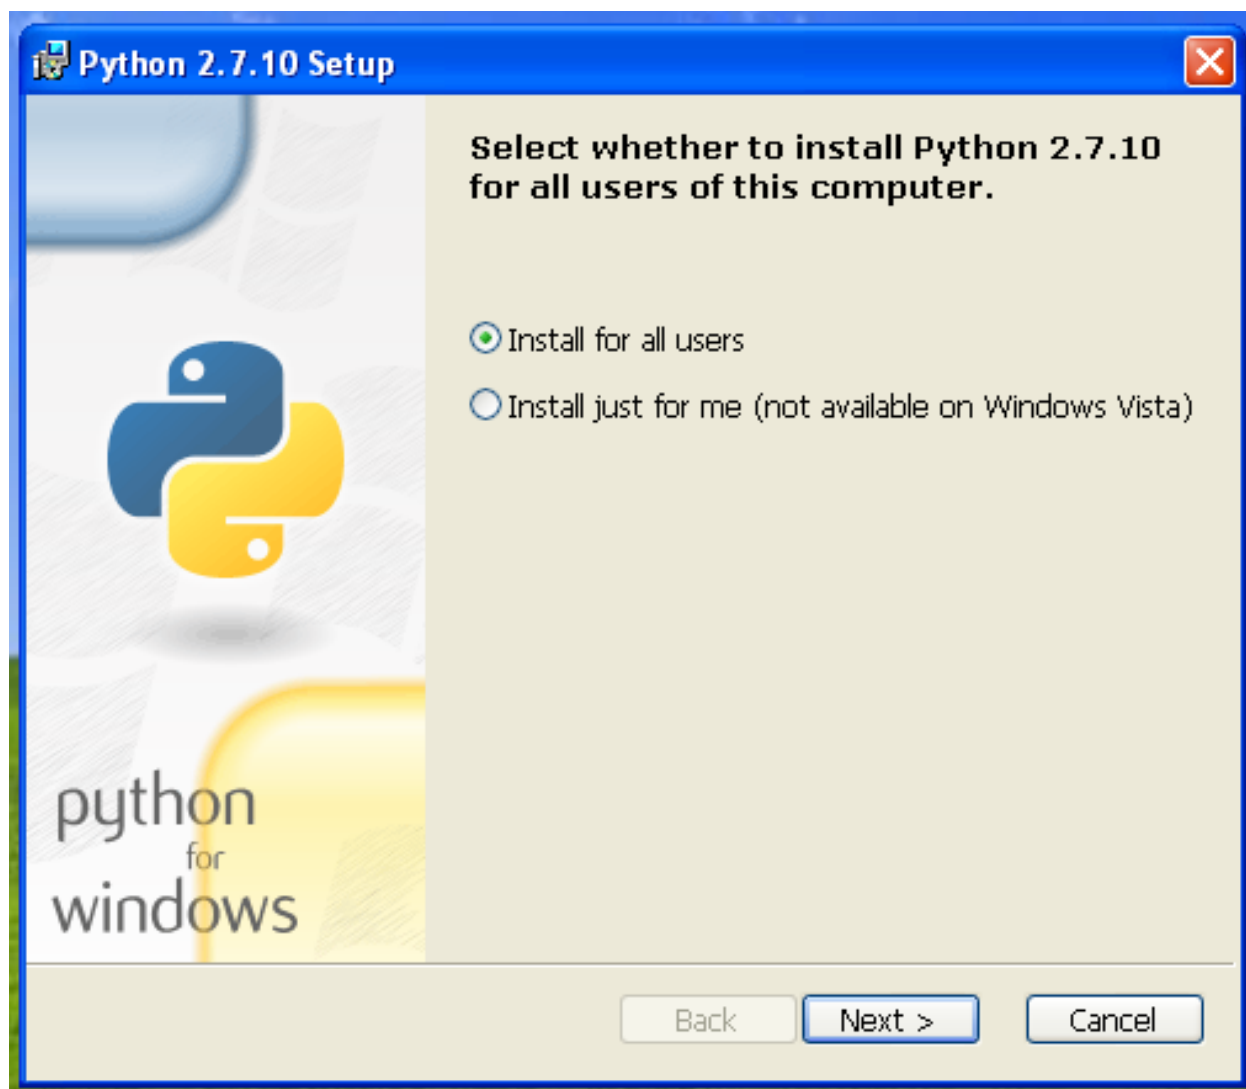 Python 2.7.10 Setup
Select whether to install Python 2.7.10
for all users of this computer.
Install for all users
Install just for me (not available on Windows Vista)
python
for
windows
Back
Next >
Cancel